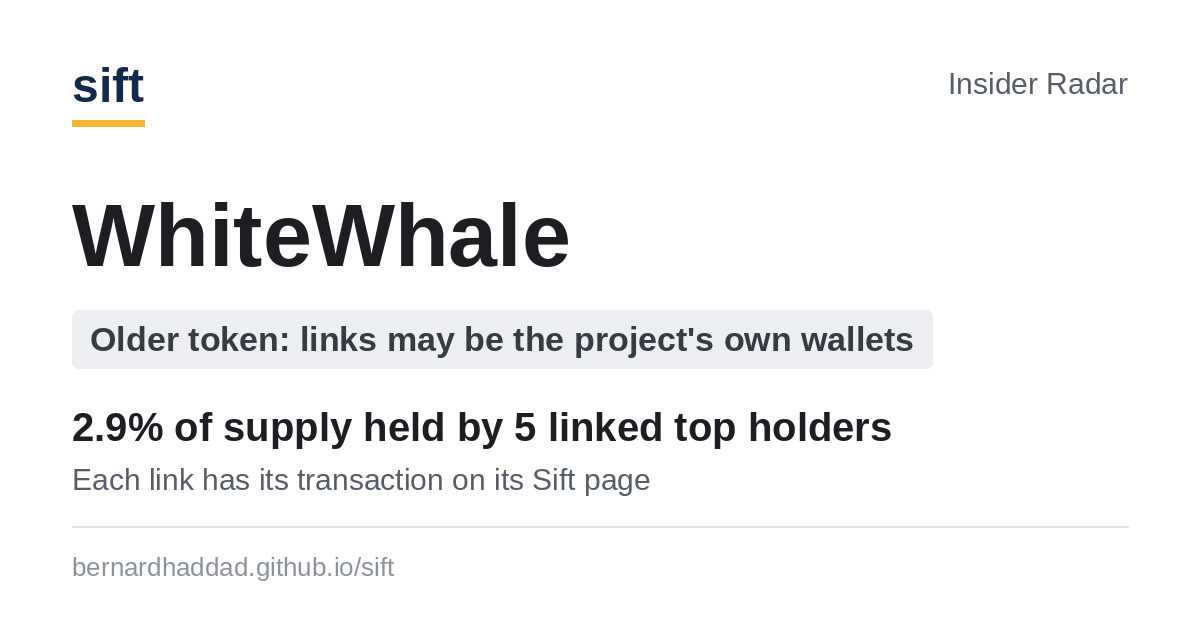 sift
Insider Radar
WhiteWhale
Older token: links may be the project's own wallets
2.9% of supply held by 5 linked top holders
Each link has its transaction on its Sift page
bernardhaddad.github.io/sift